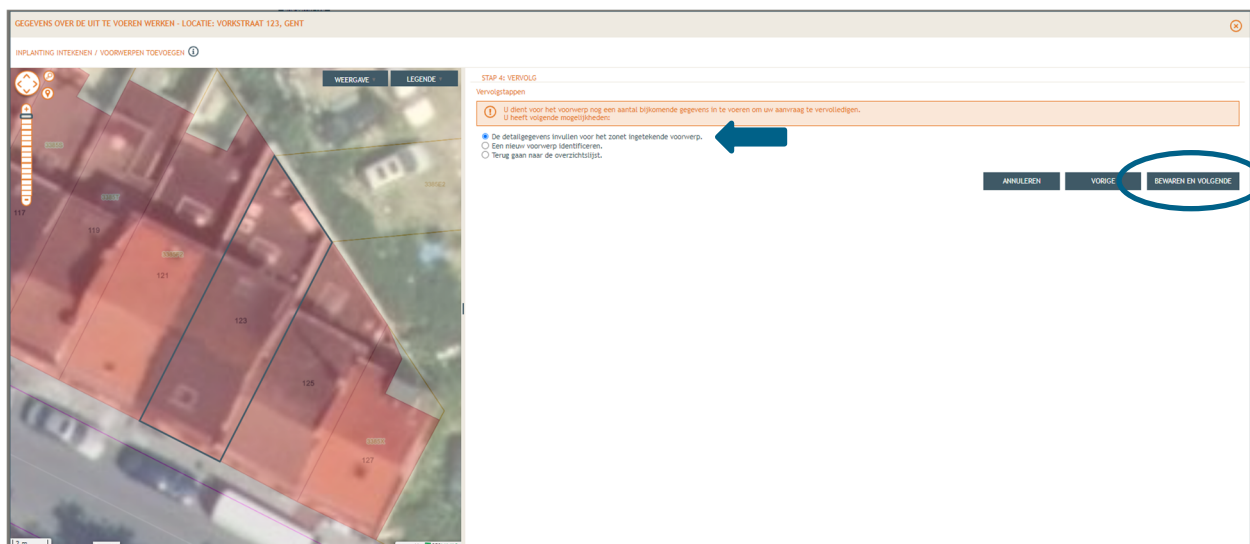 GEGEVENS OVER DE UIT TE VOEREN WERKEN - LOCATIE: VORKSTRAAT 123, GENT
INPLANTING INTEKENEN / VOORWERPEN TOEVOEGEN
WEERGAVE
LEGENDE
STAP 4: VERVOLG
Vervolgstappen
U dient voor het voorwerp nog een aantal bijkomende gegevens in te voeren om uw aanvraag te vervolledigen.
U heeft volgende mogelijkheden:
De detailgegevens invullen voor het zonet ingetekende voorwerp.
Een nieuw voorwerp identificeren.
Terug gaan naar de overzichtslijst.
ANNULEREN
VORIGE
BEWAREN EN VOLGENDE
117
119
121
123
125
127
2 m